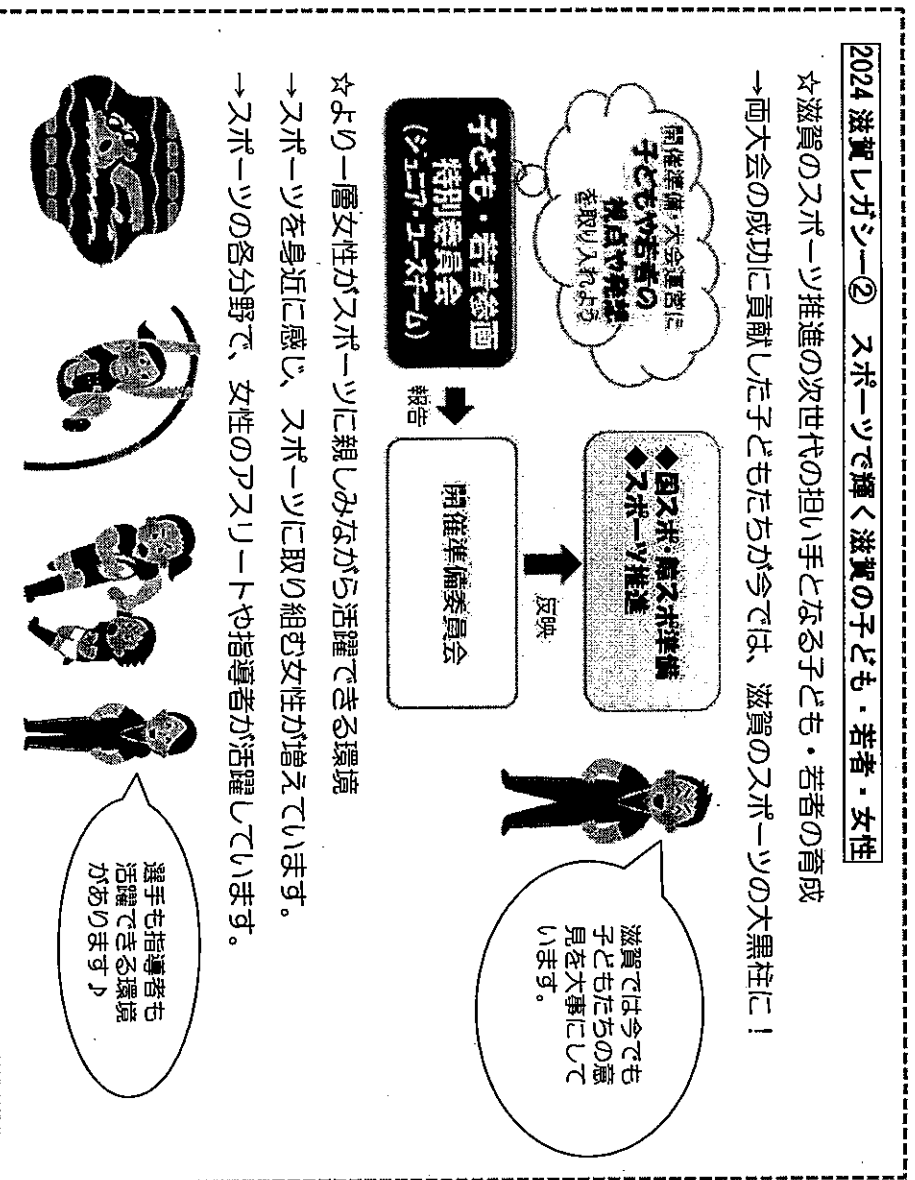 2024 滋賀レガシー② スポーツで輝く滋賀の子ども・若者・女性
☆滋賀のスポーツ推進の次世代の担い手となる子ども・若者の育成
→両大会の成功に貢献した子どもたちが今では、滋賀のスポーツの大黒柱に！
開催準備・大会運営に
子どもや若者の
視点や発想
を取り入れよう
子ども・若者参画
特別委員会
(ジュニア・ユースチーム)
報告
開催準備委員会
反映
◆国スポ・障スポ準備
◆スポーツ推進
滋賀では今でも
子どもたちの意
見を大事にして
います。
☆より一層女性がスポーツに親しみながら活躍できる環境
→スポーツを身近に感じ、スポーツに取り組む女性が増えています。
→スポーツの各分野で、女性のアスリートや指導者が活躍しています。
選手も指導者も
活躍できる環境
があります♪